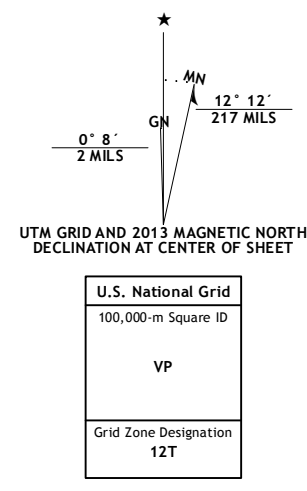 ★
MN
GN
12° 12´
217 MILS
0° 8´
2 MILS
UTM GRID AND 2013 MAGNETIC NORTH
DECLINATION AT CENTER OF SHEET
U.S. National Grid
100,000-m Square ID
VP
Grid Zone Designation
12T